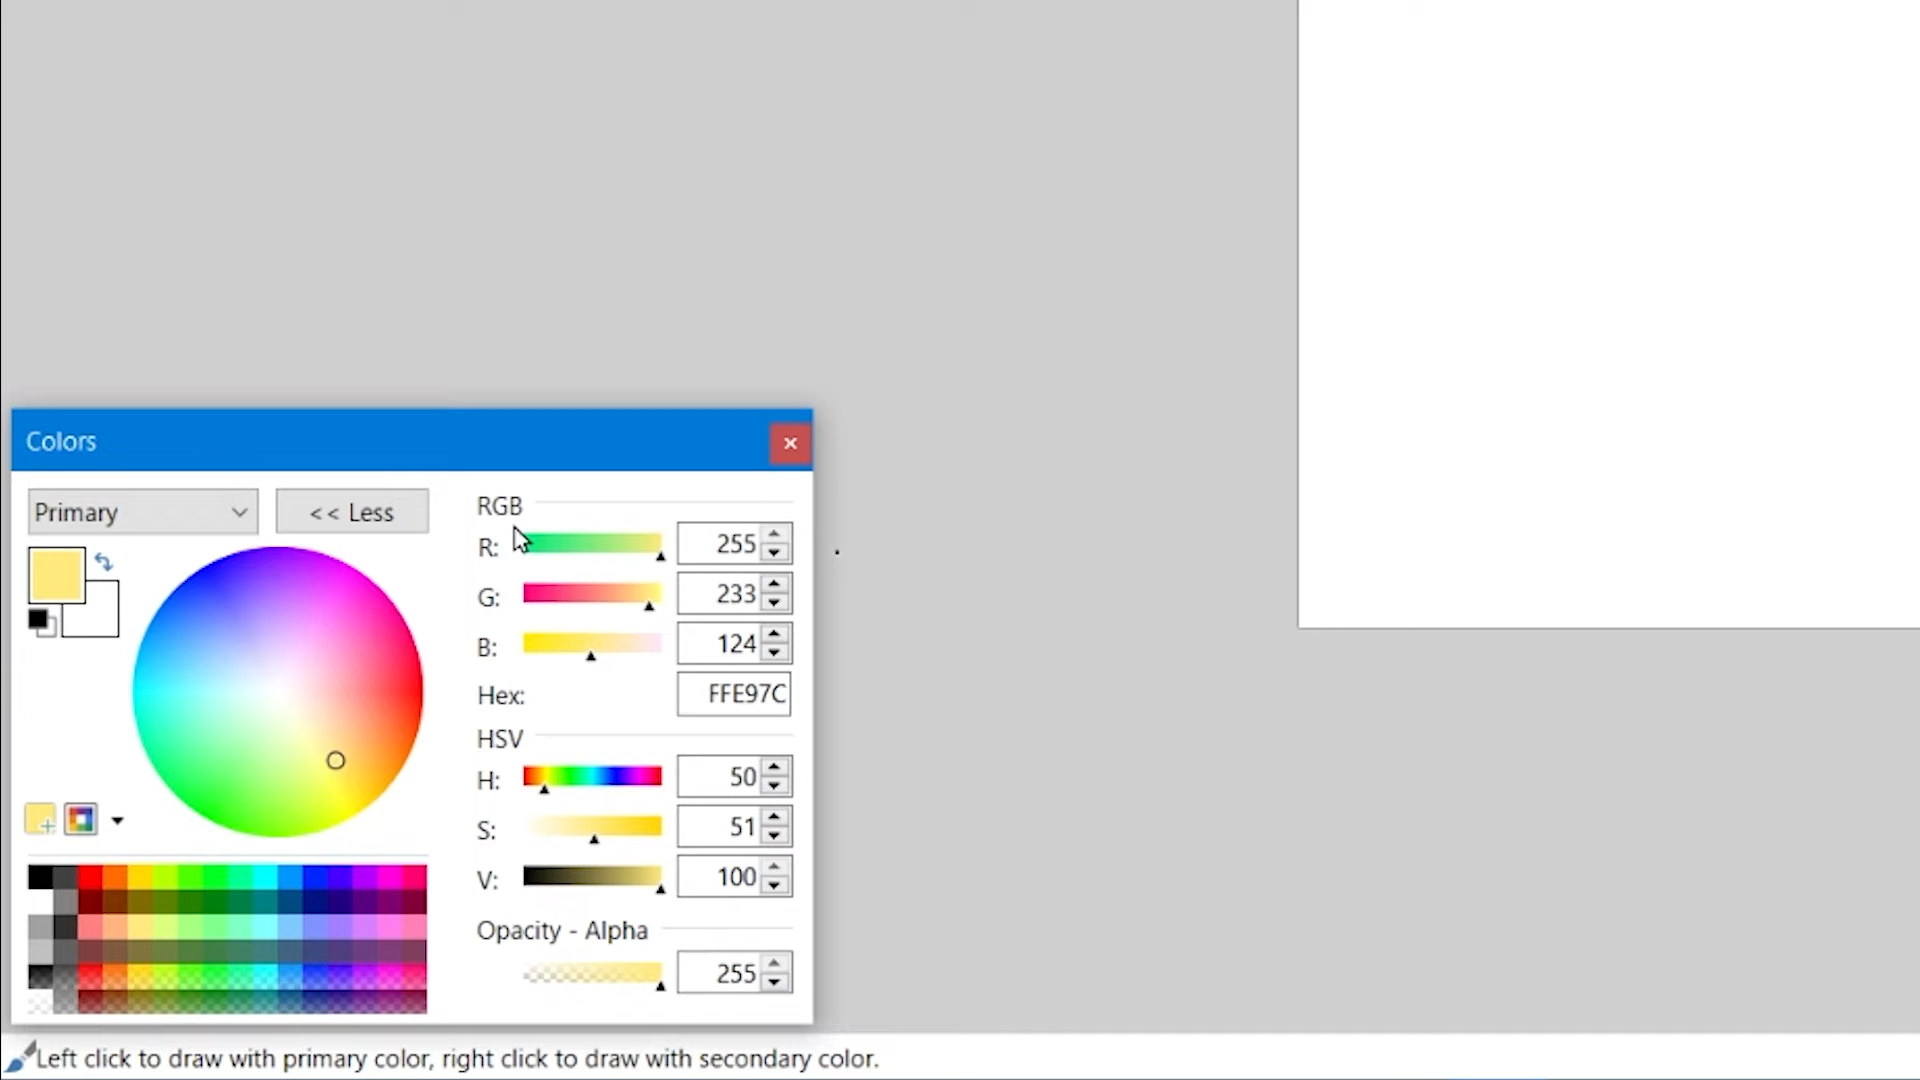 Colors
Primary
<< Less
RGB
R: 255
G: 233
B: 124
Hex: FFE97C
HSV
H: 50
S: 51
V: 100
Opacity - Alpha
255
Left click to draw with primary color, right click to draw with secondary color.